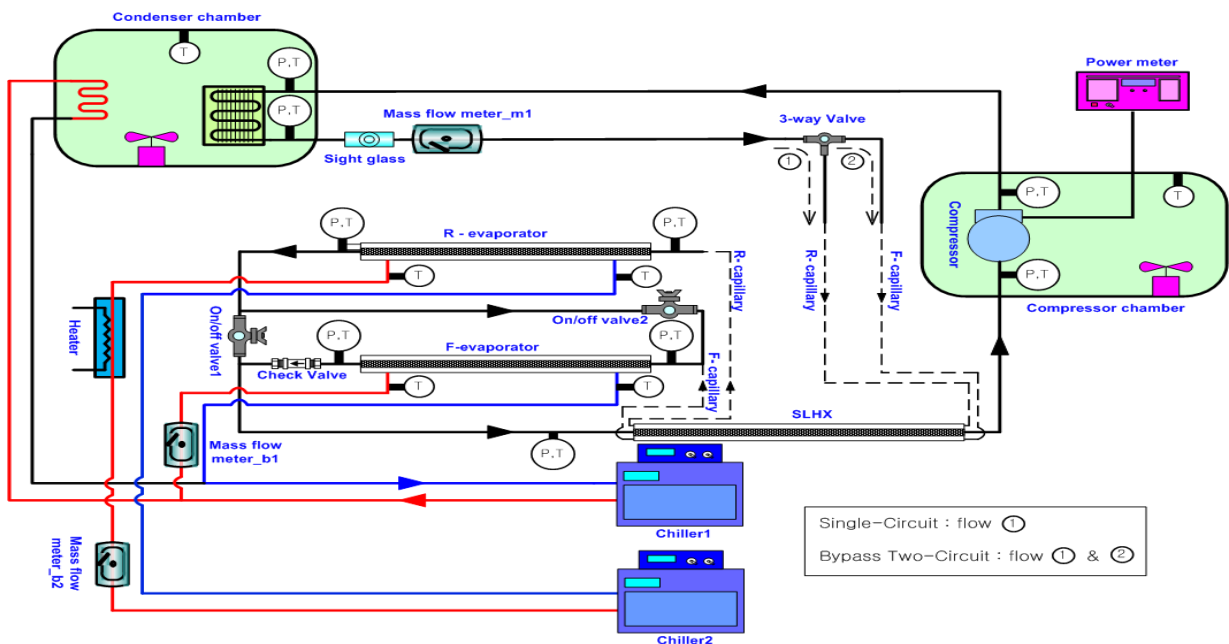 Condenser chamber
T
P.T
P.T
Mass flow meter_m1
Sight glass
3-way Valve
1
2
Power meter
P.T
T
Compressor
P.T
Compressor chamber
R- capillary
F- capillary
P.T
R - evaporator
P.T
T
T
R- capillary
On/off valve1
On/off valve2
P.T
F-evaporator
P.T
Check Valve
T
T
F- capillary
Heater
SLHX
P.T
Mass flow
meter_b1
Mass flow
meter_b2
Chiller1
Chiller2
Single-Circuit : flow ①
Bypass Two-Circuit : flow ① & ②